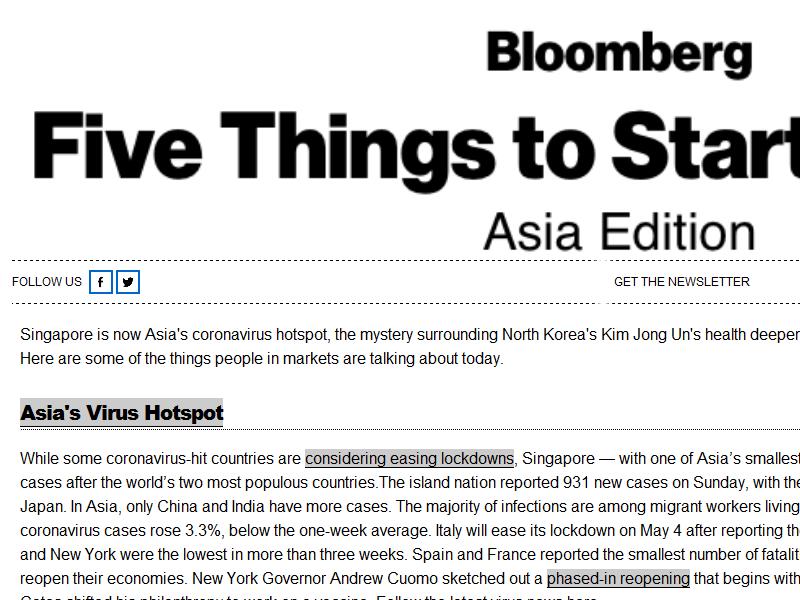 Bloomberg
Five Things to Start
Asia Edition
FOLLOW US
GET THE NEWSLETTER
Singapore is now Asia's coronavirus hotspot, the mystery surrounding North Korea's Kim Jong Un's health
Here are some of the things people in markets are talking about today.
Asia's Virus Hotspot
While some coronavirus-hit countries are considering easing lockdowns, Singapore — with one of Asia’s smallest
cases after the world’s two most populous countries.The island nation reported 931 new cases on Sunday, with the
Japan. In Asia, only China and India have more cases. The majority of infections are among migrant workers living
coronavirus cases rose 3.3%, below the one-week average. Italy will ease its lockdown on May 4 after reporting
and New York were the lowest in more than three weeks. Spain and France reported the smallest number of
reopen their economies. New York Governor Andrew Cuomo sketched out a phased-in reopening that begins with